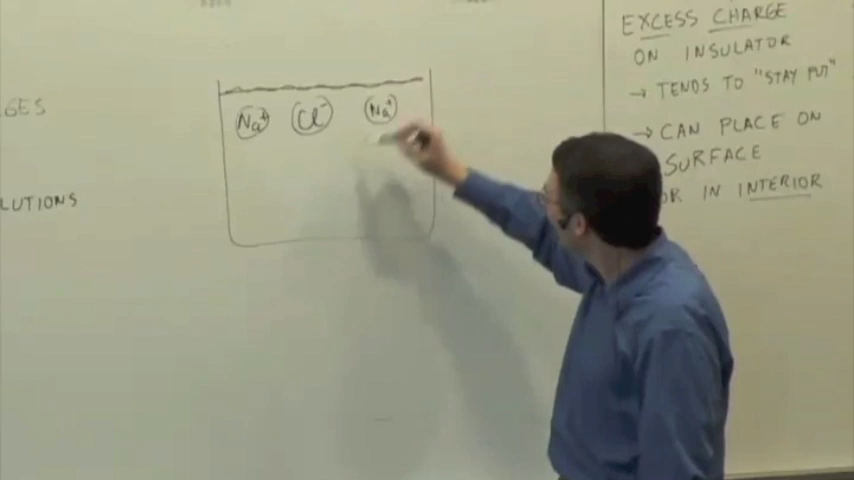 GES
LUTIONS
Na⁺ Cl⁻ Na⁺
EXCESS CHARGE
ON INSULATOR
→ TENDS TO "STAY PUT"
→ CAN PLACE ON
SURFACE
OR IN INTERIOR